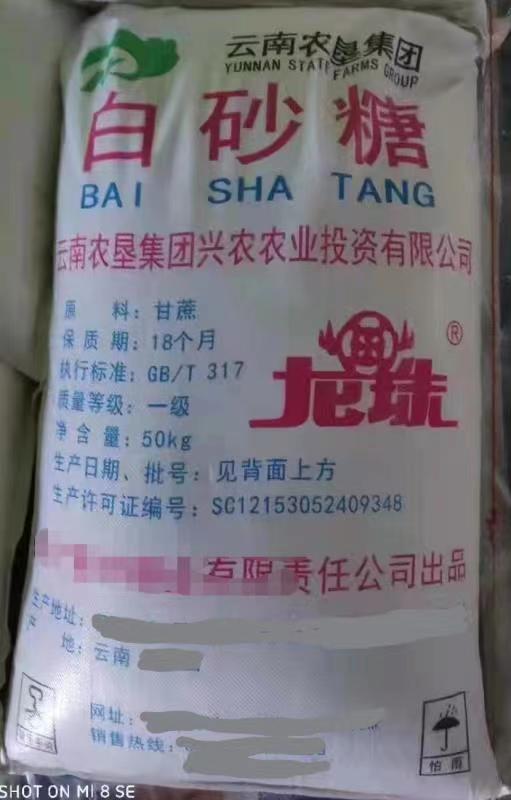 云南农垦集团
YUNNAN STATE FARMS GROUP
白砂糖
BAI SHA TANG
云南农垦集团兴农农业投资有限公司
原 料：甘蔗
保 质 期：18个月
执行标准：GB/T 317
质量等级：一级
净 含 量：50kg
生产日期、批号：见背面上方
生产许可证编号：SC12153052409348
龙珠®
有限责任公司出品
生产地址：
产 地：云南
网址：
销售热线：
怕雨
SHOT ON MI 8 SE